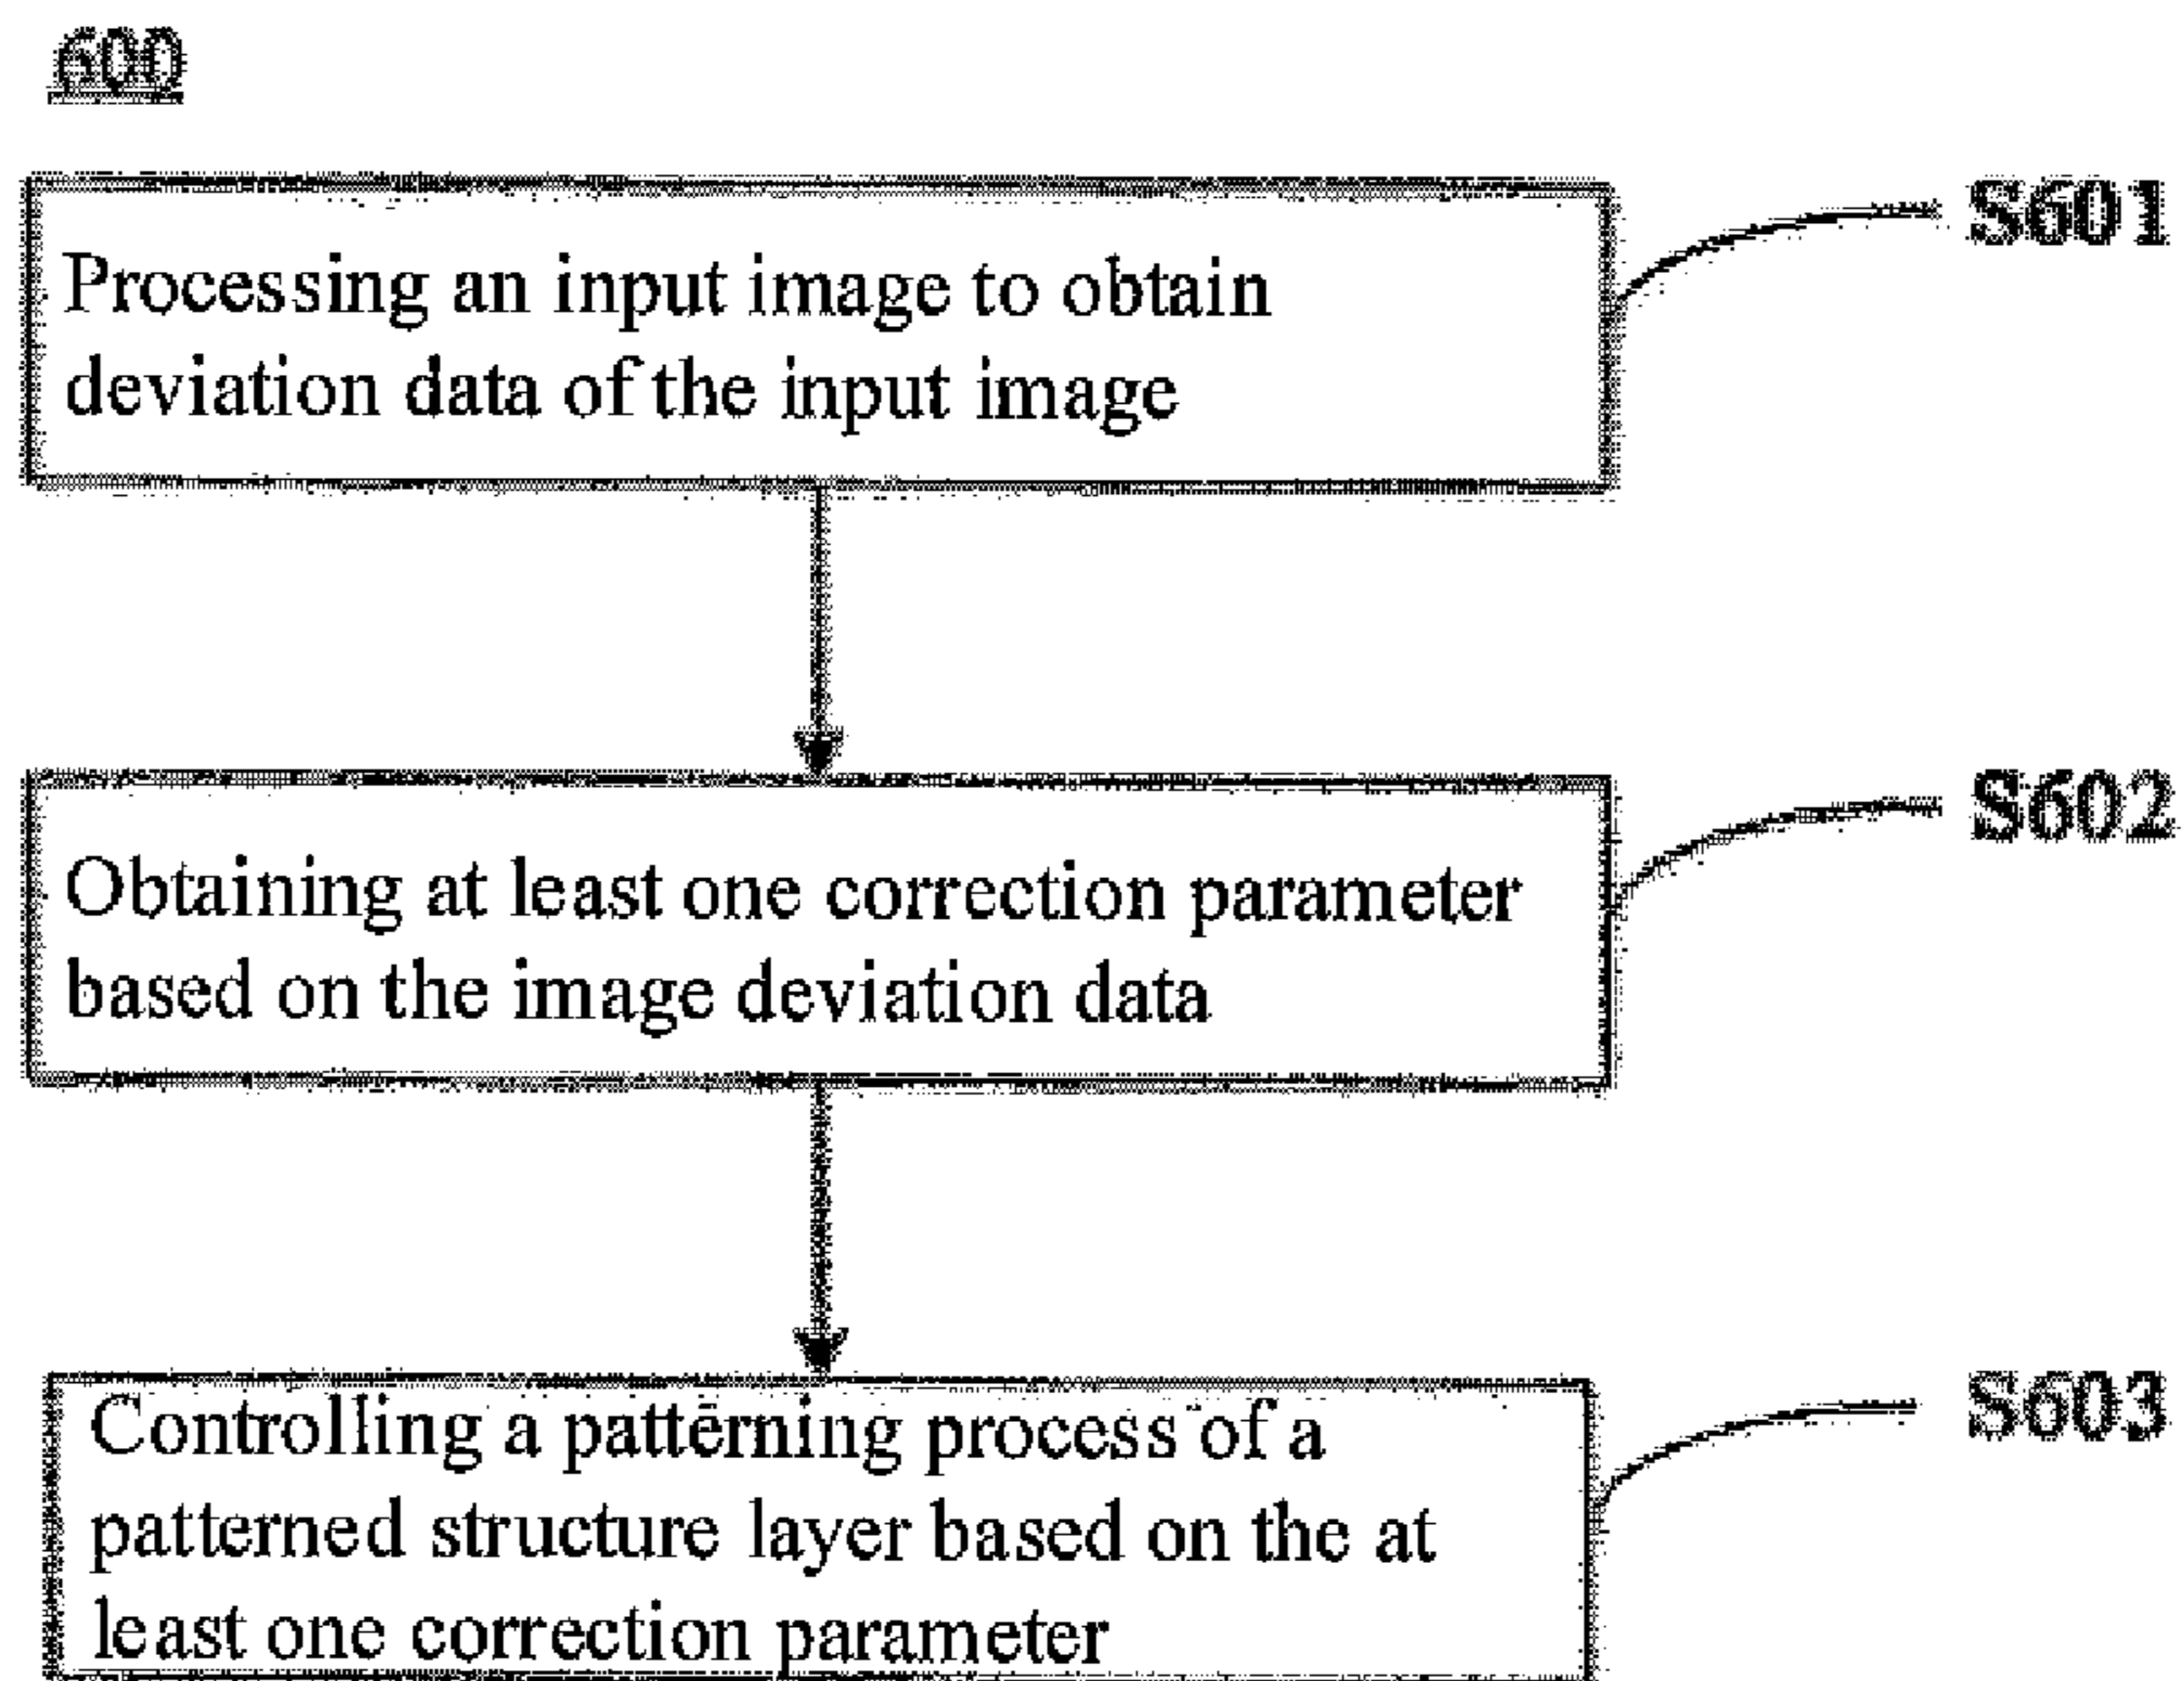 600
Processing an input image to obtain
deviation data of the input image
S601
Obtaining at least one correction parameter
based on the image deviation data
S602
Controlling a patterning process of a
patterned structure layer based on the at
least one correction parameter
S603